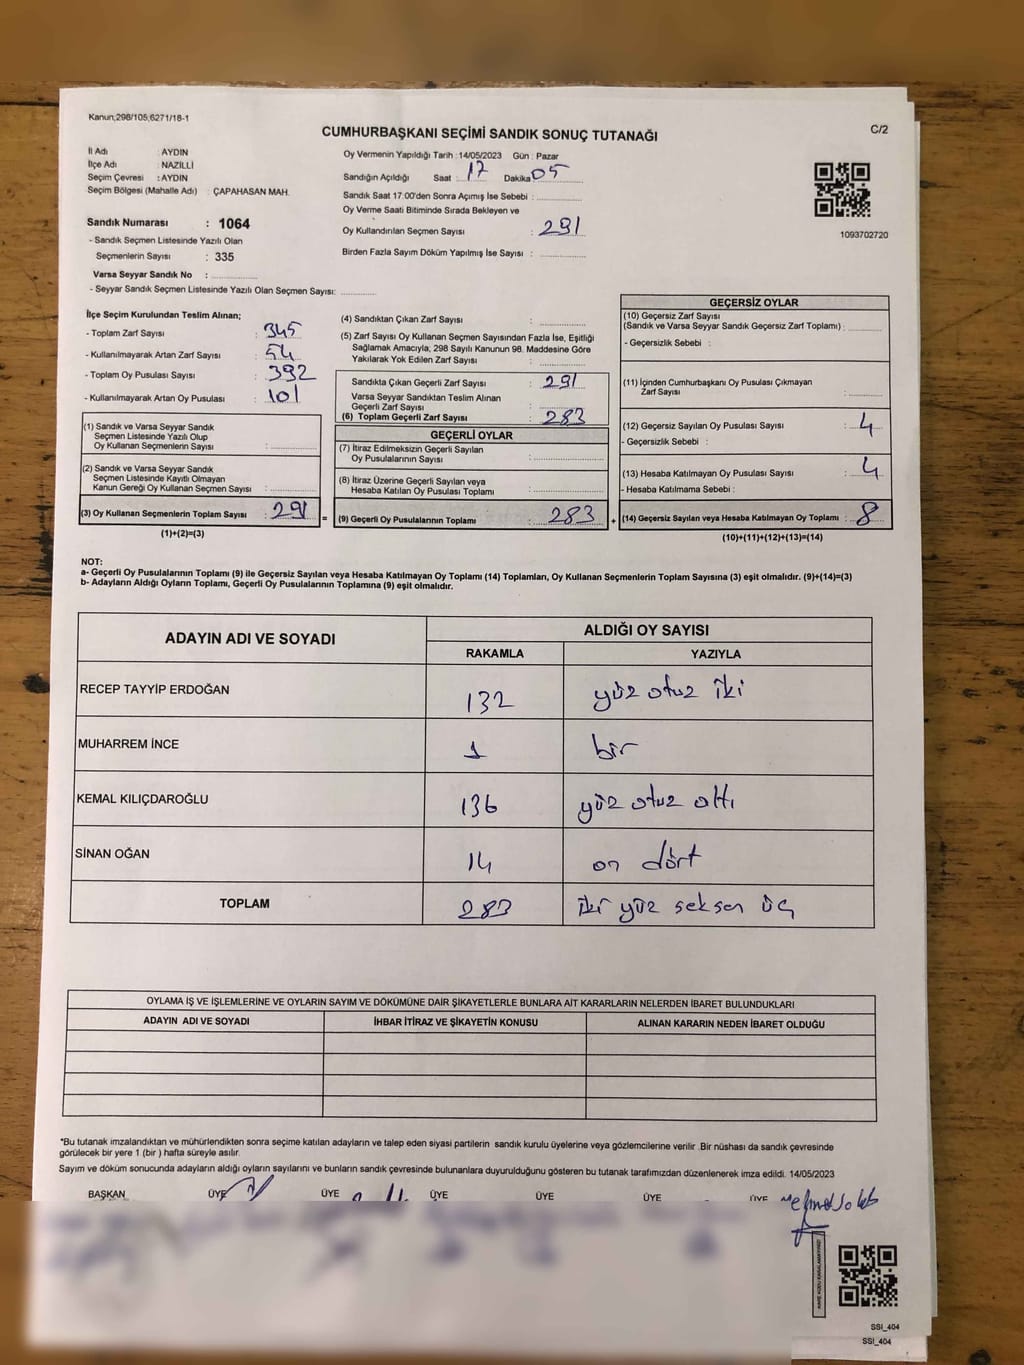 Kanun;298/105,6271/18-1
CUMHURBAŞKANI SEÇİMİ SANDIK SONUÇ TUTANAĞI
C/2
İl Adı : AYDIN
İlçe Adı : NAZİLLİ
Seçim Çevresi : AYDIN
Seçim Bölgesi (Mahalle Adı) : ÇAPAHASAN MAH.
Sandık Numarası : 1064
- Sandık Seçmen Listesinde Yazılı Olan
Seçmenlerin Sayısı : 335
Varsa Seyyar Sandık No :
- Seyyar Sandık Seçmen Listesinde Yazılı Olan Seçmen Sayısı:
Oy Vermenin Yapıldığı Tarih :14/05/2023 Gün : Pazar
Sandığın Açıldığı Saat : 17 Dakika 05
Sandık Saat 17:00'den Sonra Açımış İse Sebebi :
Oy Verme Saati Bitiminde Sırada Bekleyen ve
Oy Kullandırılan Seçmen Sayısı : 291
Birden Fazla Sayım Döküm Yapılmış İse Sayısı :
1093702720
İlçe Seçim Kurulundan Teslim Alınan;
- Toplam Zarf Sayısı : 345
- Kullanılmayarak Artan Zarf Sayısı : 54
- Toplam Oy Pusulası Sayısı : 392
- Kullanılmayarak Artan Oy Pusulası : 101
(1) Sandık ve Varsa Seyyar Sandık
Seçmen Listesinde Yazılı Olup
Oy Kullanan Seçmenlerin Sayısı :
(2) Sandık ve Varsa Seyyar Sandık
Seçmen Listesinde Kayıtlı Olmayan
Kanun Gereği Oy Kullanan Seçmen Sayısı :
(3) Oy Kullanan Seçmenlerin Toplam Sayısı : 291 =
(1)+(2)=(3)
(4) Sandıktan Çıkan Zarf Sayısı :
(5) Zarf Sayısı Oy Kullanan Seçmen Sayısından Fazla İse, Eşitliği
Sağlamak Amacıyla; 298 Sayılı Kanunun 98. Maddesine Göre
Yakılarak Yok Edilen Zarf Sayısı :
Sandıkta Çıkan Geçerli Zarf Sayısı : 291
Varsa Seyyar Sandıktan Teslim Alınan
Geçerli Zarf Sayısı :
(6) Toplam Geçerli Zarf Sayısı : 283
GEÇERLİ OYLAR
(7) İtiraz Edilmeksizin Geçerli Sayılan
Oy Pusulalarının Sayısı :
(8) İtiraz Üzerine Geçerli Sayılan veya
Hesaba Katılan Oy Pusulası Toplamı :
(9) Geçerli Oy Pusulalarının Toplamı : 283 +
GEÇERSİZ OYLAR
(10) Geçersiz Zarf Sayısı
(Sandık ve Varsa Seyyar Sandık Geçersiz Zarf Toplamı) :
- Geçersizlik Sebebi :
(11) İçinden Cumhurbaşkanı Oy Pusulası Çıkmayan
Zarf Sayısı :
(12) Geçersiz Sayılan Oy Pusulası Sayısı : 4
- Geçersizlik Sebebi :
(13) Hesaba Katılmayan Oy Pusulası Sayısı : 4
- Hesaba Katılmama Sebebi :
(14) Geçersiz Sayılan veya Hesaba Katılmayan Oy Toplamı : 8
(10)+(11)+(12)+(13)=(14)
NOT:
a- Geçerli Oy Pusulalarının Toplamı (9) ile Geçersiz Sayılan veya Hesaba Katılmayan Oy Toplamı (14) Toplamları, Oy Kullanan Seçmenlerin Toplam Sayısına (3) eşit olmalıdır. (9)+(14)=(3)
b- Adayların Aldığı Oyların Toplamı, Geçerli Oy Pusulalarının Toplamına (9) eşit olmalıdır.
ADAYIN ADI VE SOYADI ALDIĞI OY SAYISI
RAKAMLA YAZIYLA
RECEP TAYYİP ERDOĞAN 132 yüz otuz iki
MUHARREM İNCE 1 bir
KEMAL KILIÇDAROĞLU 136 yüz otuz altı
SİNAN OĞAN 14 on dört
TOPLAM 283 iki yüz seksen üç
OYLAMA İŞ VE İŞLEMLERİNE VE OYLARIN SAYIM VE DÖKÜMÜNE DAİR ŞİKAYETLERLE BUNLARA AİT KARARLARIN NELERDEN İBARET BULUNDUKLARI
ADAYIN ADI VE SOYADI İHBAR İTİRAZ VE ŞİKAYETİN KONUSU ALINAN KARARIN NEDEN İBARET OLDUĞU
*Bu tutanak imzalandıktan ve mühürlendikten sonra seçime katılan adayların ve talep eden siyasi partilerin sandık kurulu üyelerine veya gözlemcilerine verilir .Bir nüshası da sandık çevresinde
görülecek bir yere 1 (bir ) hafta süreyle asılır.
Sayım ve döküm sonucunda adayların aldığı oyların sayılarını ve bunların sandık çevresinde bulunanlara duyurulduğunu gösteren bu tutanak tarafımızdan düzenlenerek imza edildi. 14/05/2023
BAŞKAN ÜYE ÜYE ÜYE ÜYE ÜYE ÜYE
SSI_404
SSI_404